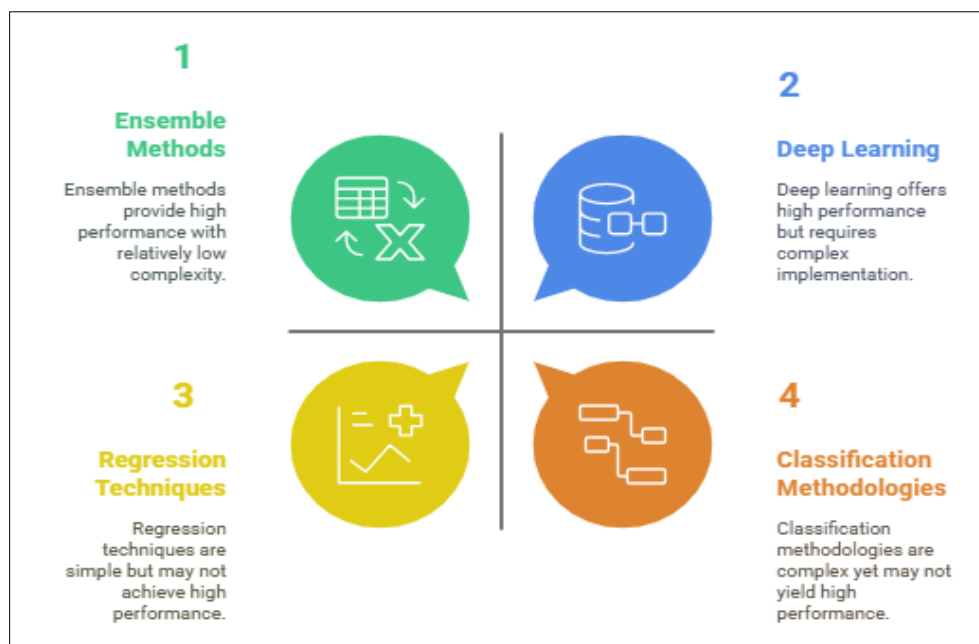 1
Ensemble
Methods
Ensemble methods
provide high
performance with
relatively low
complexity.
2
Deep Learning
Deep learning offers
high performance
but requires
complex
implementation.
3
Regression
Techniques
Regression
techniques are
simple but may not
achieve high
performance.
4
Classification
Methodologies
Classification
methodologies are
complex yet may not
yield high
performance.